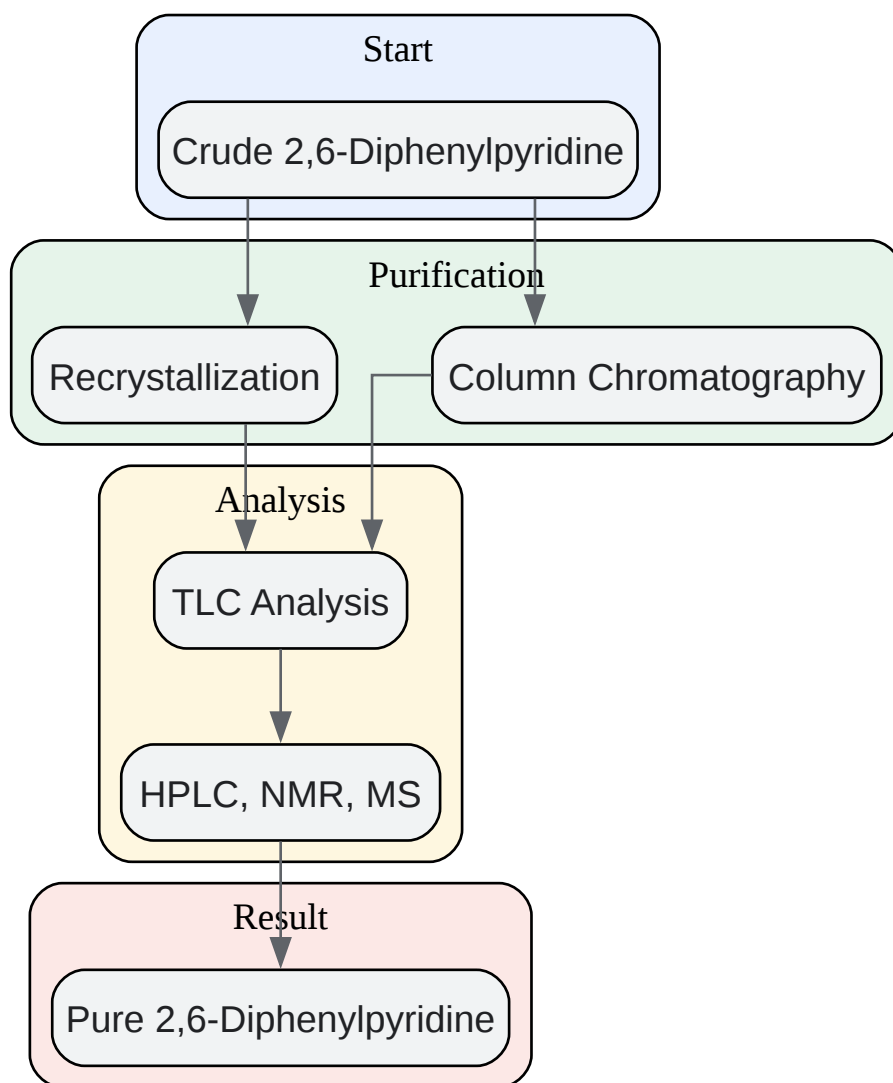 Start
Crude 2,6-Diphenylpyridine
Purification
Recrystallization
Column Chromatography
Analysis
TLC Analysis
HPLC, NMR, MS
Result
Pure 2,6-Diphenylpyridine